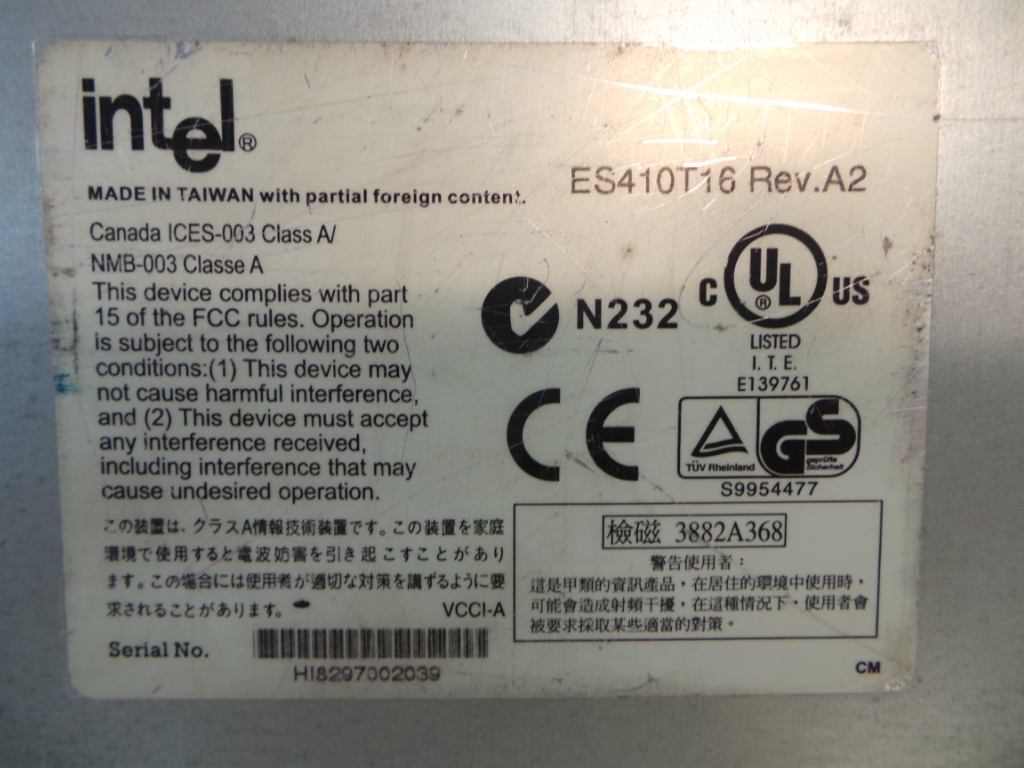 intel®
MADE IN TAIWAN with partial foreign content.
ES410T16 Rev.A2
Canada ICES-003 Class A/
NMB-003 Classe A
This device complies with part
15 of the FCC rules. Operation
is subject to the following two
conditions:(1) This device may
not cause harmful interference,
and (2) This device must accept
any interference received,
including interference that may
cause undesired operation.
N232
C UL ® US
LISTED
I. T. E.
E139761
CE
TÜV Rheinland
GS
geprüfte
Sicherheit
S9954477
この装置は、クラスA情報技術装置です。この装置を家庭
環境で使用すると電波妨害を引き起こすことがあり
ます。この場合には使用者が適切な対策を講ずるように要
求されることがあります。 VCCI-A
檢磁 3882A368
警告使用者：
這是甲類的資訊產品，在居住的環境中使用時，
可能會造成射頻干擾，在這種情況下，使用者會
被要求採取某些適當的對策。
Serial No.
HI8297002039
CM